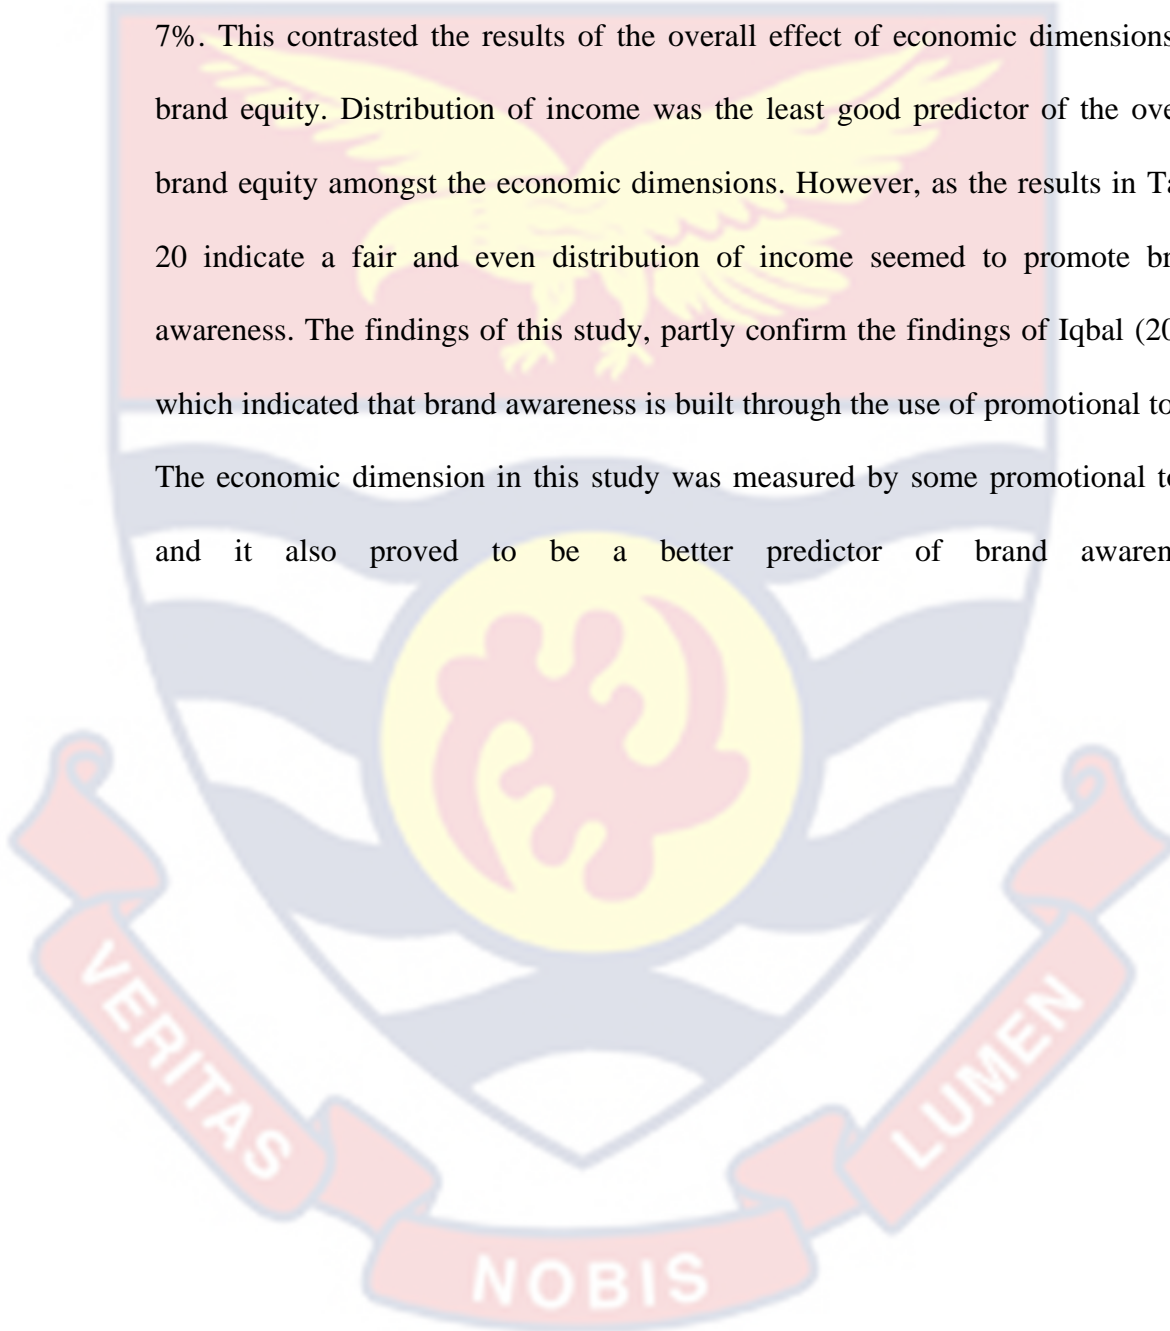 7%. This contrasted the results of the overall effect of economic dimensions
brand equity. Distribution of income was the least good predictor of the
brand equity amongst the economic dimensions. However, as the results in
20 indicate a fair and even distribution of income seemed to promote
awareness. The findings of this study, partly confirm the findings of Iqbal
which indicated that brand awareness is built through the use of promotional
The economic dimension in this study was measured by some promotional
and it also proved to be a better predictor of brand
VERITAS
NOBIS
LUMEN